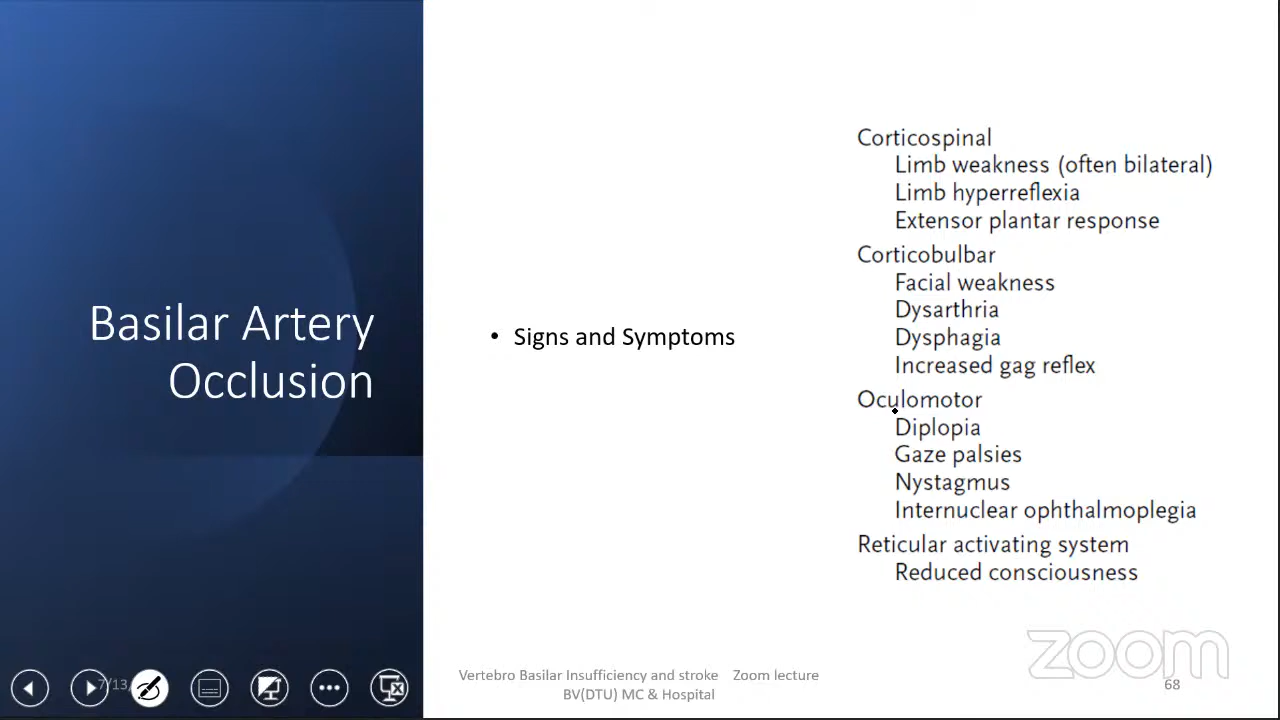 Basilar Artery
Occlusion
• Signs and Symptoms
Corticospinal
Limb weakness (often bilateral)
Limb hyperreflexia
Extensor plantar response
Corticobulbar
Facial weakness
Dysarthria
Dysphagia
Increased gag reflex
Oculomotor
Diplopia
Gaze palsies
Nystagmus
Internuclear ophthalmoplegia
Reticular activating system
Reduced consciousness
7/13
Vertebro Basilar Insufficiency and stroke Zoom lecture
BV(DTU) MC & Hospital
zoom
68